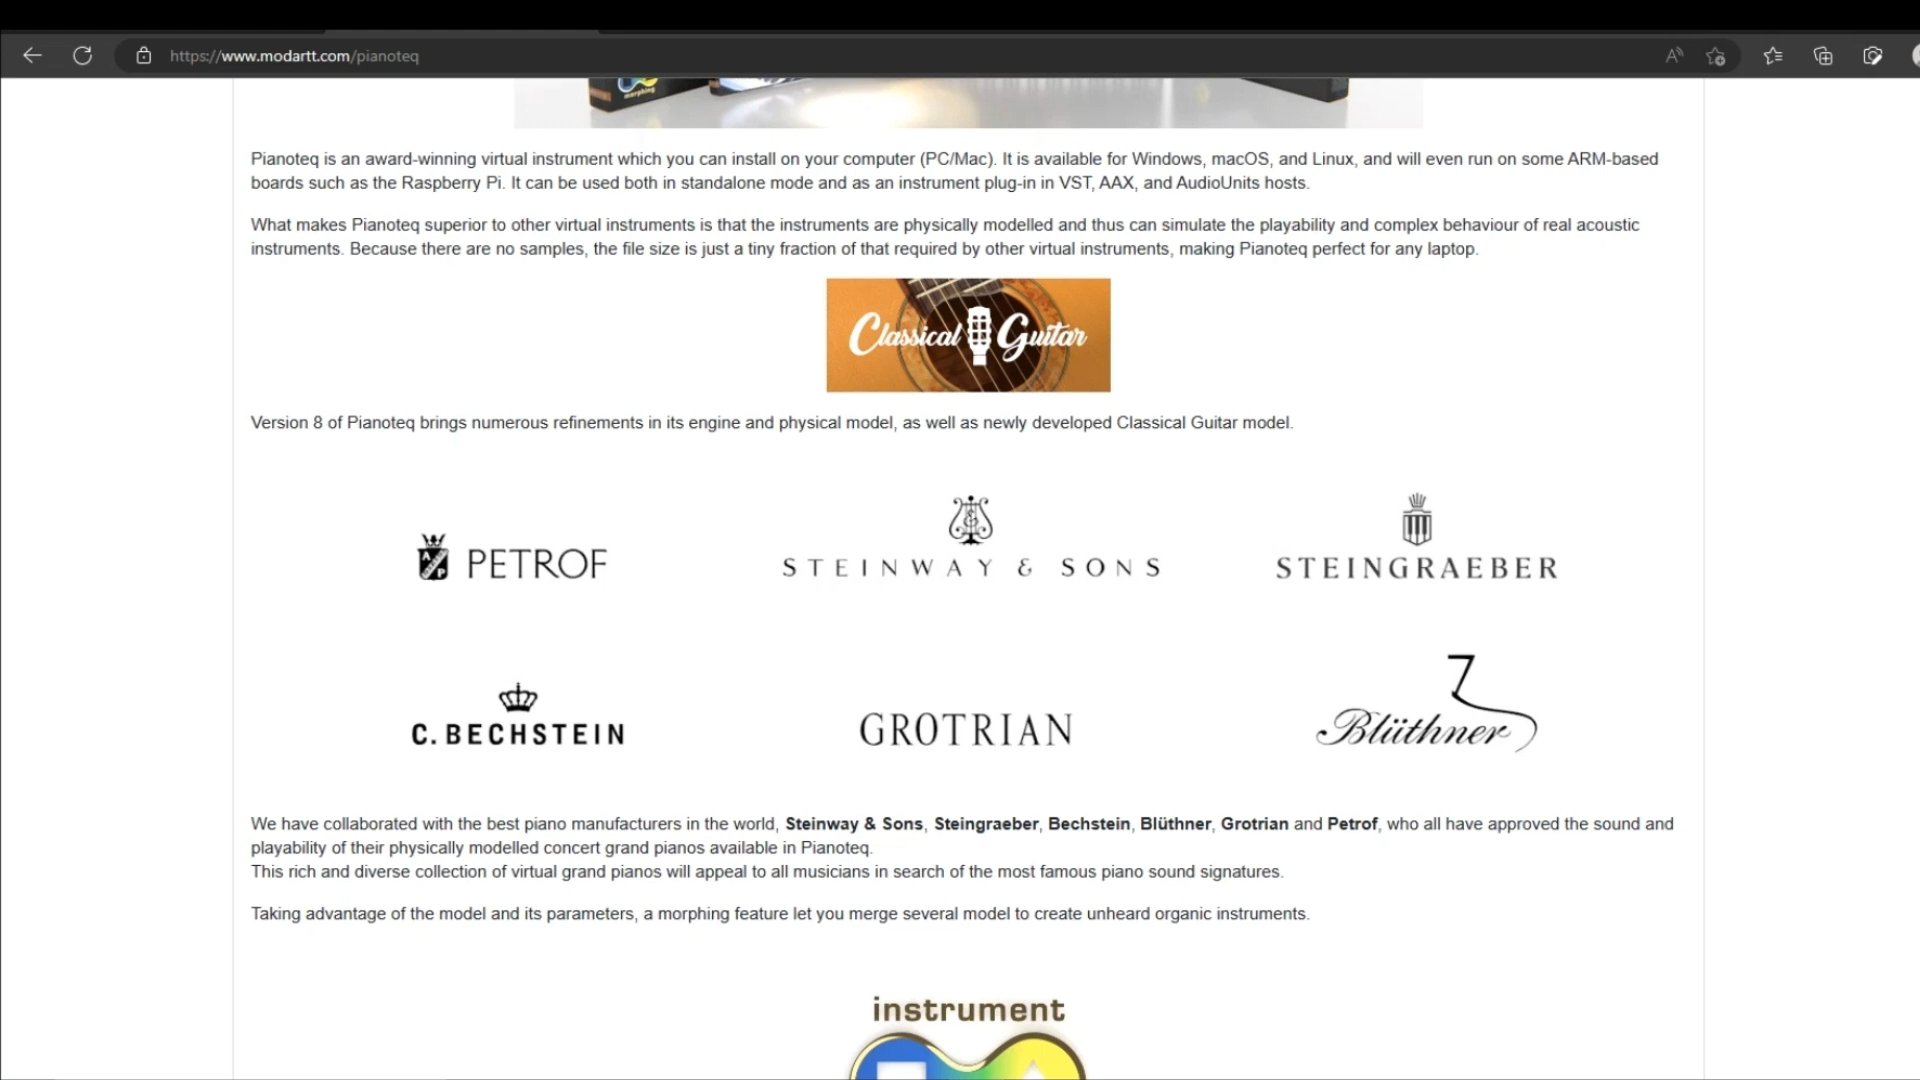 https://www.modartt.com/pianoteq
morphing
Pianoteq is an award-winning virtual instrument which you can install on your computer (PC/Mac). It is available for Windows, macOS, and Linux, and will even run on some ARM-based
boards such as the Raspberry Pi. It can be used both in standalone mode and as an instrument plug-in in VST, AAX, and AudioUnits hosts.
What makes Pianoteq superior to other virtual instruments is that the instruments are physically modelled and thus can simulate the playability and complex behaviour of real acoustic
instruments. Because there are no samples, the file size is just a tiny fraction of that required by other virtual instruments, making Pianoteq perfect for any laptop.
Classical Guitar
Version 8 of Pianoteq brings numerous refinements in its engine and physical model, as well as newly developed Classical Guitar model.
A P PETROF
STEINWAY & SONS
STEINGRAEBER
C. BECHSTEIN
GROTRIAN
Blüthner
We have collaborated with the best piano manufacturers in the world, Steinway & Sons, Steingraeber, Bechstein, Blüthner, Grotrian and Petrof, who all have approved the sound and
playability of their physically modelled concert grand pianos available in Pianoteq.
This rich and diverse collection of virtual grand pianos will appeal to all musicians in search of the most famous piano sound signatures.
Taking advantage of the model and its parameters, a morphing feature let you merge several model to create unheard organic instruments.
instrument